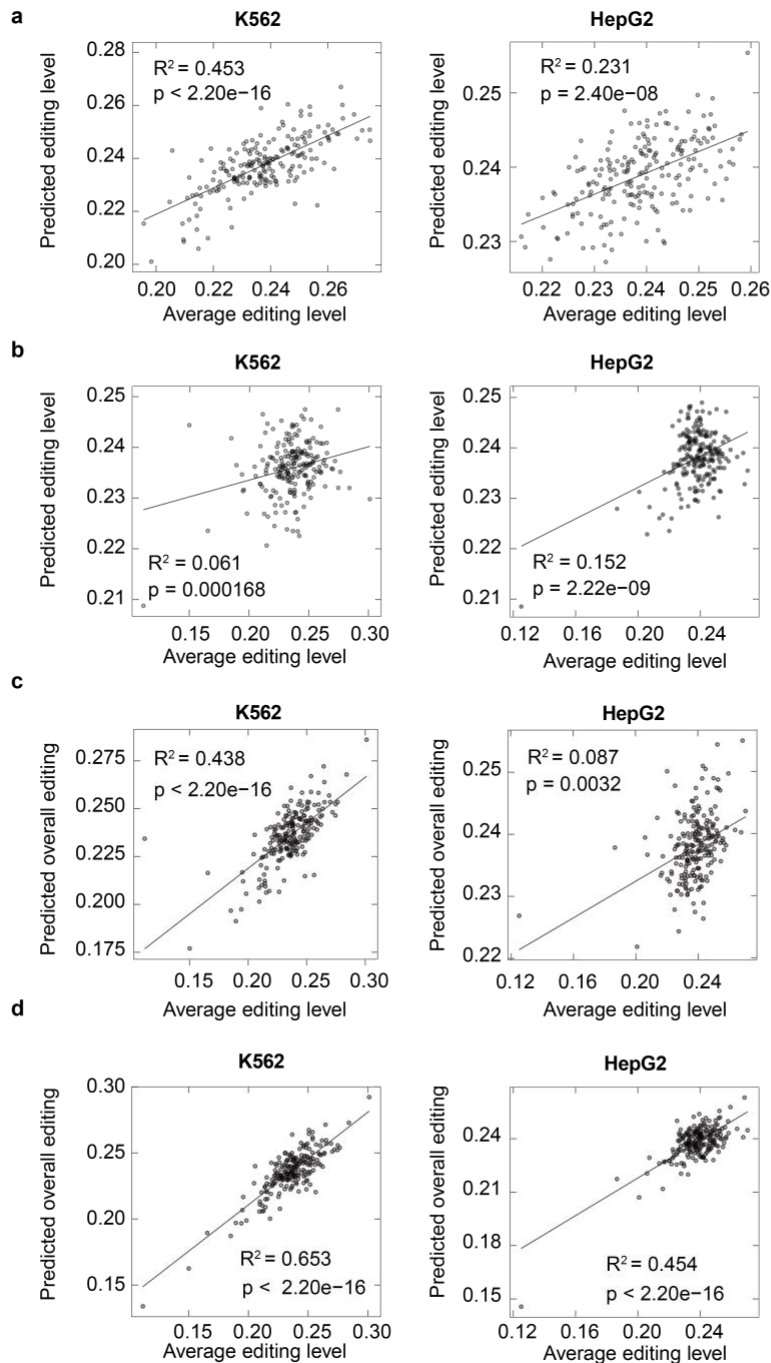 a
K562
HepG2
Predicted editing level
0.28
0.26
0.24
0.22
0.20
R² = 0.453
p < 2.20e−16
0.20 0.22 0.24 0.26
Average editing level
Predicted editing level
0.25
0.24
0.23
R² = 0.231
p = 2.40e−08
0.22 0.23 0.24 0.25 0.26
Average editing level
b
K562
HepG2
Predicted editing level
0.25
0.24
0.23
0.22
0.21
R² = 0.061
p = 0.000168
0.15 0.20 0.25 0.30
Average editing level
Predicted editing level
0.25
0.24
0.23
0.22
0.21
R² = 0.152
p = 2.22e−09
0.12 0.16 0.20 0.24
Average editing level
c
K562
HepG2
Predicted overall editing
0.275
0.250
0.225
0.200
0.175
R² = 0.438
p < 2.20e−16
0.15 0.20 0.25 0.30
Average editing level
Predicted overall editing
0.25
0.24
0.23
0.22
R² = 0.087
p = 0.0032
0.12 0.16 0.20 0.24
Average editing level
d
K562
HepG2
Predicted overall editing
0.30
0.25
0.20
0.15
R² = 0.653
p < 2.20e−16
0.15 0.20 0.25 0.30
Average editing level
Predicted overall editing
0.24
0.21
0.18
0.15
R² = 0.454
p < 2.20e−16
0.12 0.16 0.20 0.24
Average editing level